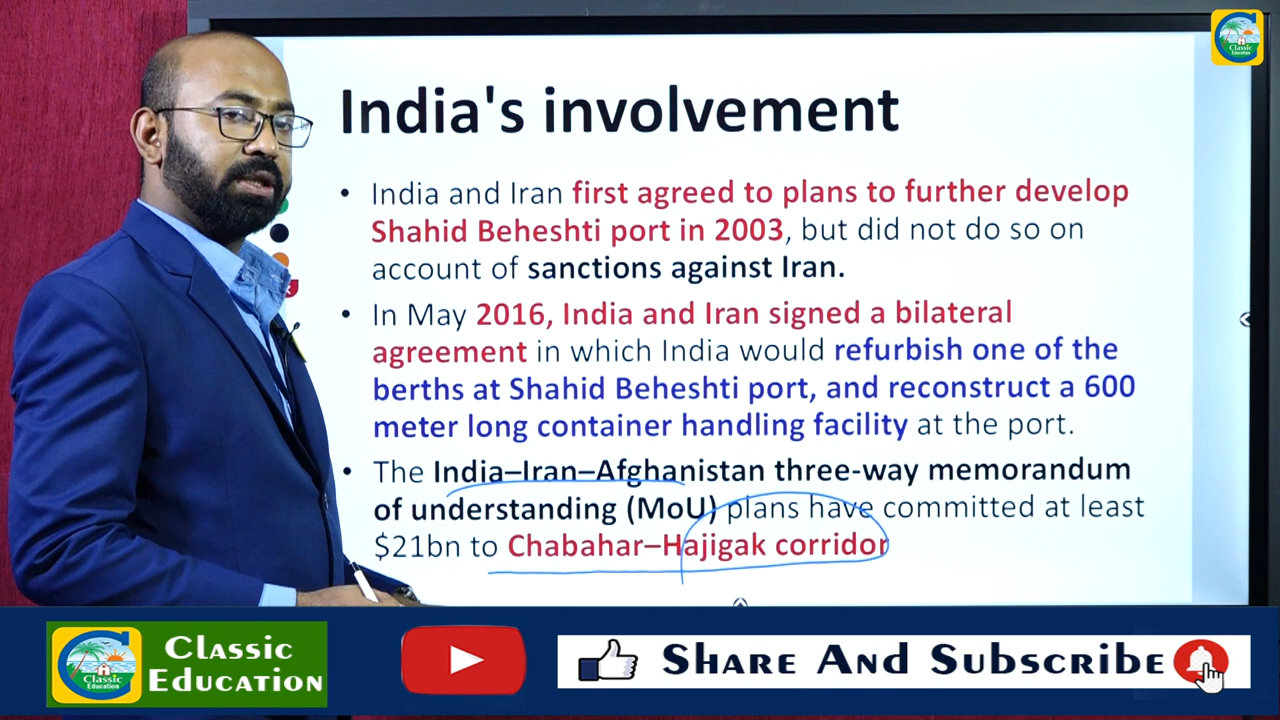 Classic
Education
India's involvement
• India and Iran first agreed to plans to further develop
Shahid Beheshti port in 2003, but did not do so on
account of sanctions against Iran.
• In May 2016, India and Iran signed a bilateral
agreement in which India would refurbish one of the
berths at Shahid Beheshti port, and reconstruct a 600
meter long container handling facility at the port.
• The India–Iran–Afghanistan three-way memorandum
of understanding (MoU) plans have committed at least
$21bn to Chabahar–Hajigak corridor
Classic
Education
Classic
Education
Share And Subscribe